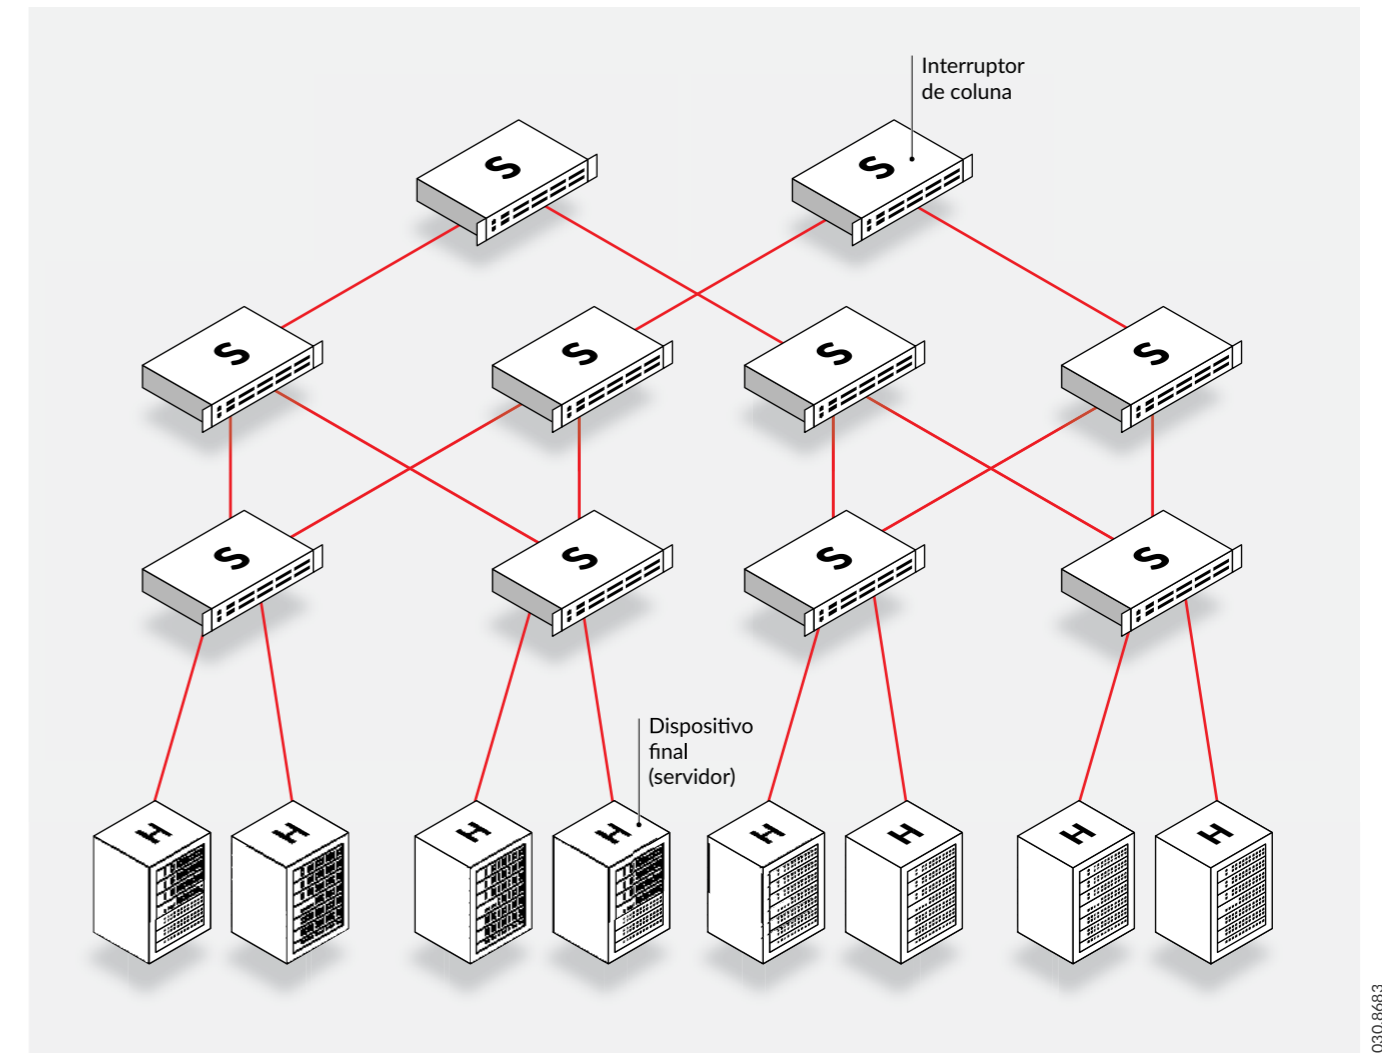 Interruptor
de coluna
S
S
S
S
S
S
S
S
S
S
Dispositivo
final
(servidor)
H
H
H
H
H
H
H
H
030.8683